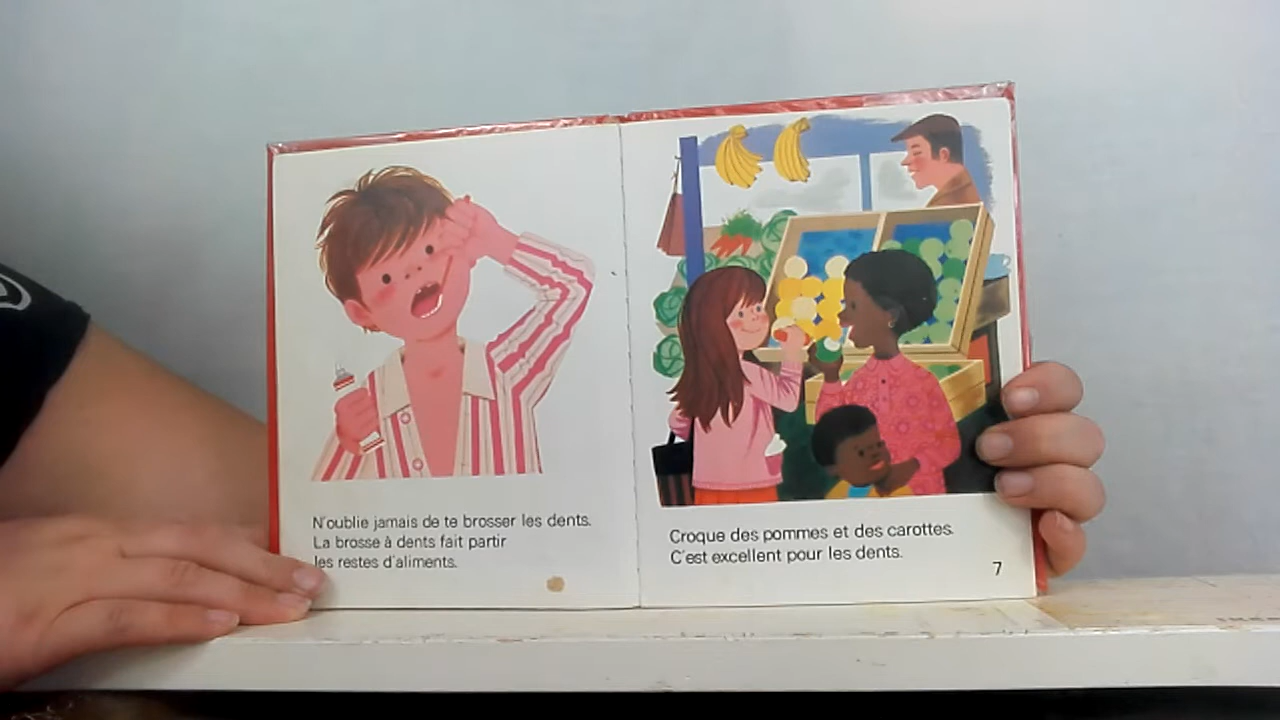 N'oublie jamais de te brosser les dents.
La brosse à dents fait partir
les restes d'aliments.
Croque des pommes et des carottes.
C'est excellent pour les dents.
7